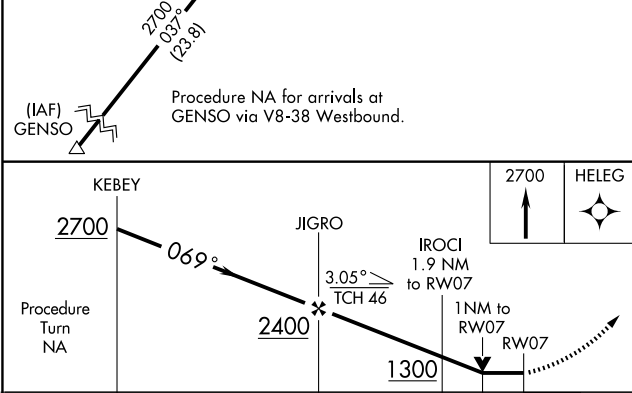 2700
037°
(23.8)
(IAF)
GENSO
Procedure NA for arrivals at
GENSO via V8-38 Westbound.
2700
HELEG
KEBEY
2700
069°
JIGRO
3.05°
TCH 46
IROCI
1.9 NM
to RW07
1NM to
RW07
RW07
2400
1300
Procedure
Turn
NA